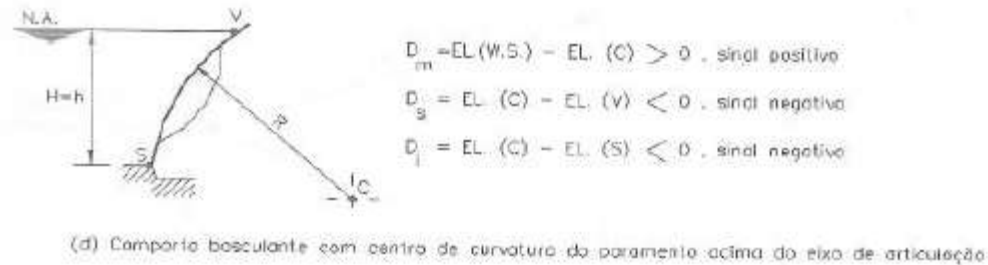 N.A.
V
D_m = EL.(W.S.) - EL. (C) > 0 . sinal positivo
H=h
D_s = EL. (C) - EL. (V) < 0 . sinal negativo
R
D_i = EL. (C) - EL. (S) < 0 . sinal negativo
S
C
(d) Comporta basculante com centro de curvatura do paramento acima do eixo de articulação